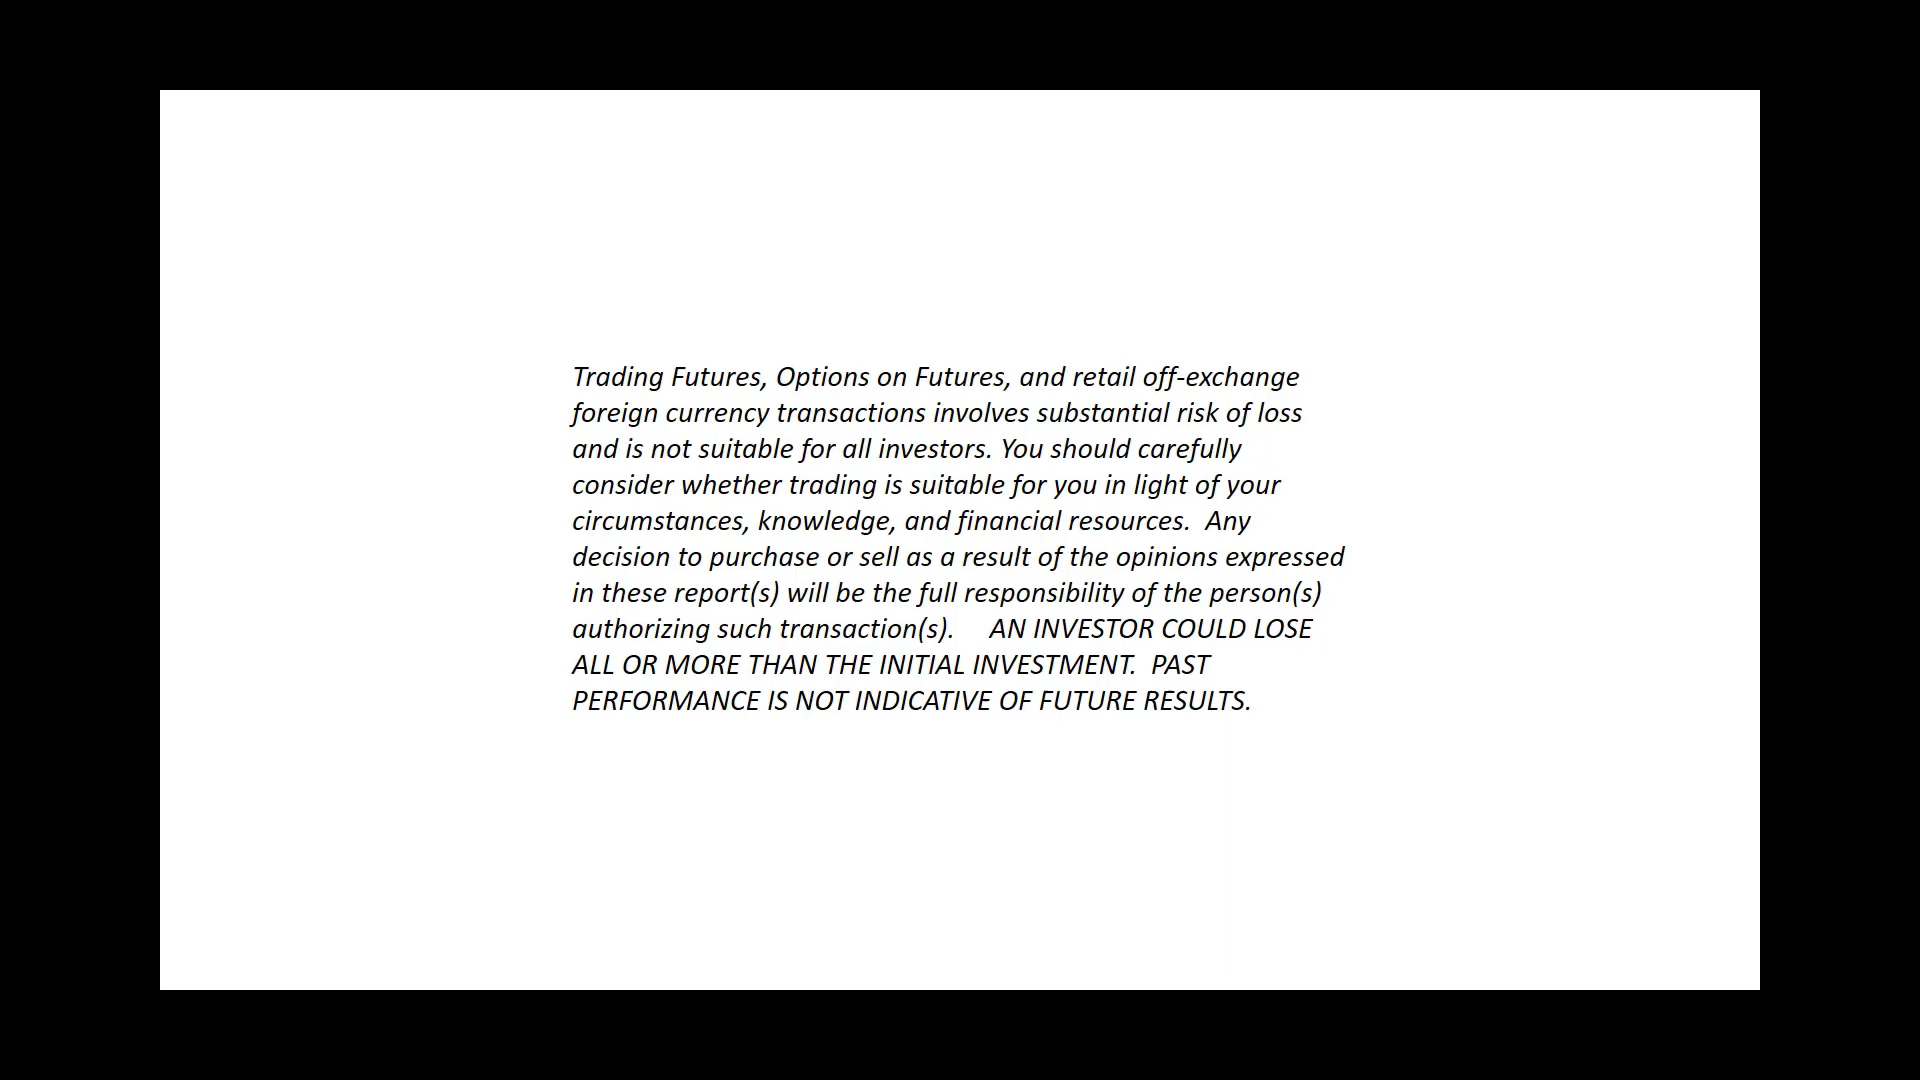 Trading Futures, Options on Futures, and retail off-exchange
foreign currency transactions involves substantial risk of loss
and is not suitable for all investors. You should carefully
consider whether trading is suitable for you in light of your
circumstances, knowledge, and financial resources.  Any
decision to purchase or sell as a result of the opinions expressed
in these report(s) will be the full responsibility of the person(s)
authorizing such transaction(s).     AN INVESTOR COULD LOSE
ALL OR MORE THAN THE INITIAL INVESTMENT.  PAST
PERFORMANCE IS NOT INDICATIVE OF FUTURE RESULTS.